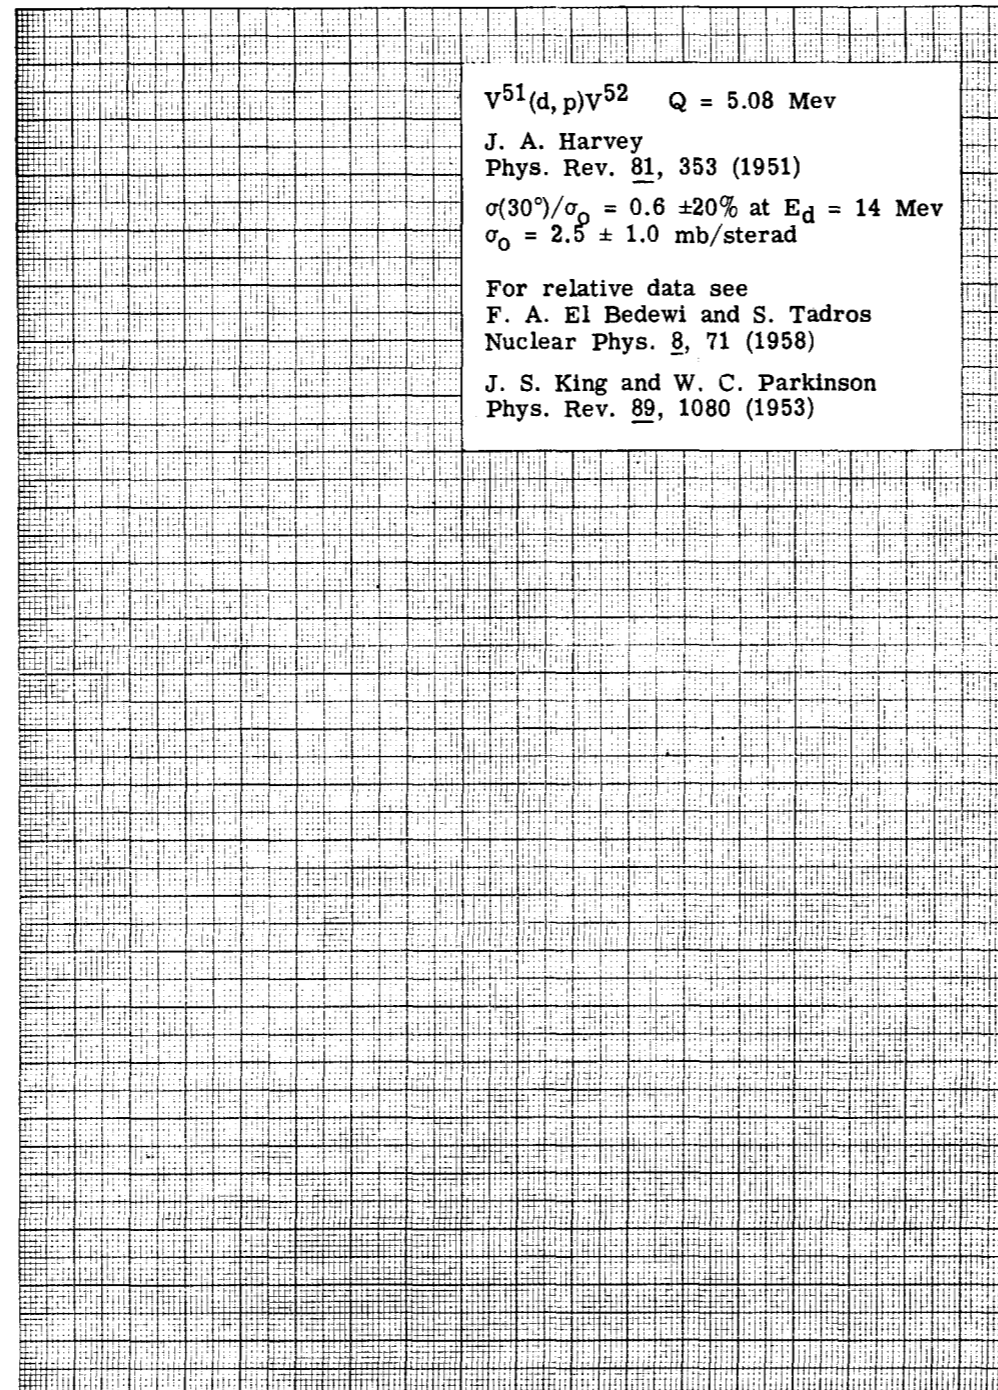 V⁵¹(d, p)V⁵² Q = 5.08 Mev
J. A. Harvey
Phys. Rev. 81, 353 (1951)
σ(30°)/σₒ = 0.6 ±20% at E_d = 14 Mev
σₒ = 2.5 ± 1.0 mb/sterad
For relative data see
F. A. El Bedewi and S. Tadros
Nuclear Phys. 8, 71 (1958)
J. S. King and W. C. Parkinson
Phys. Rev. 89, 1080 (1953)